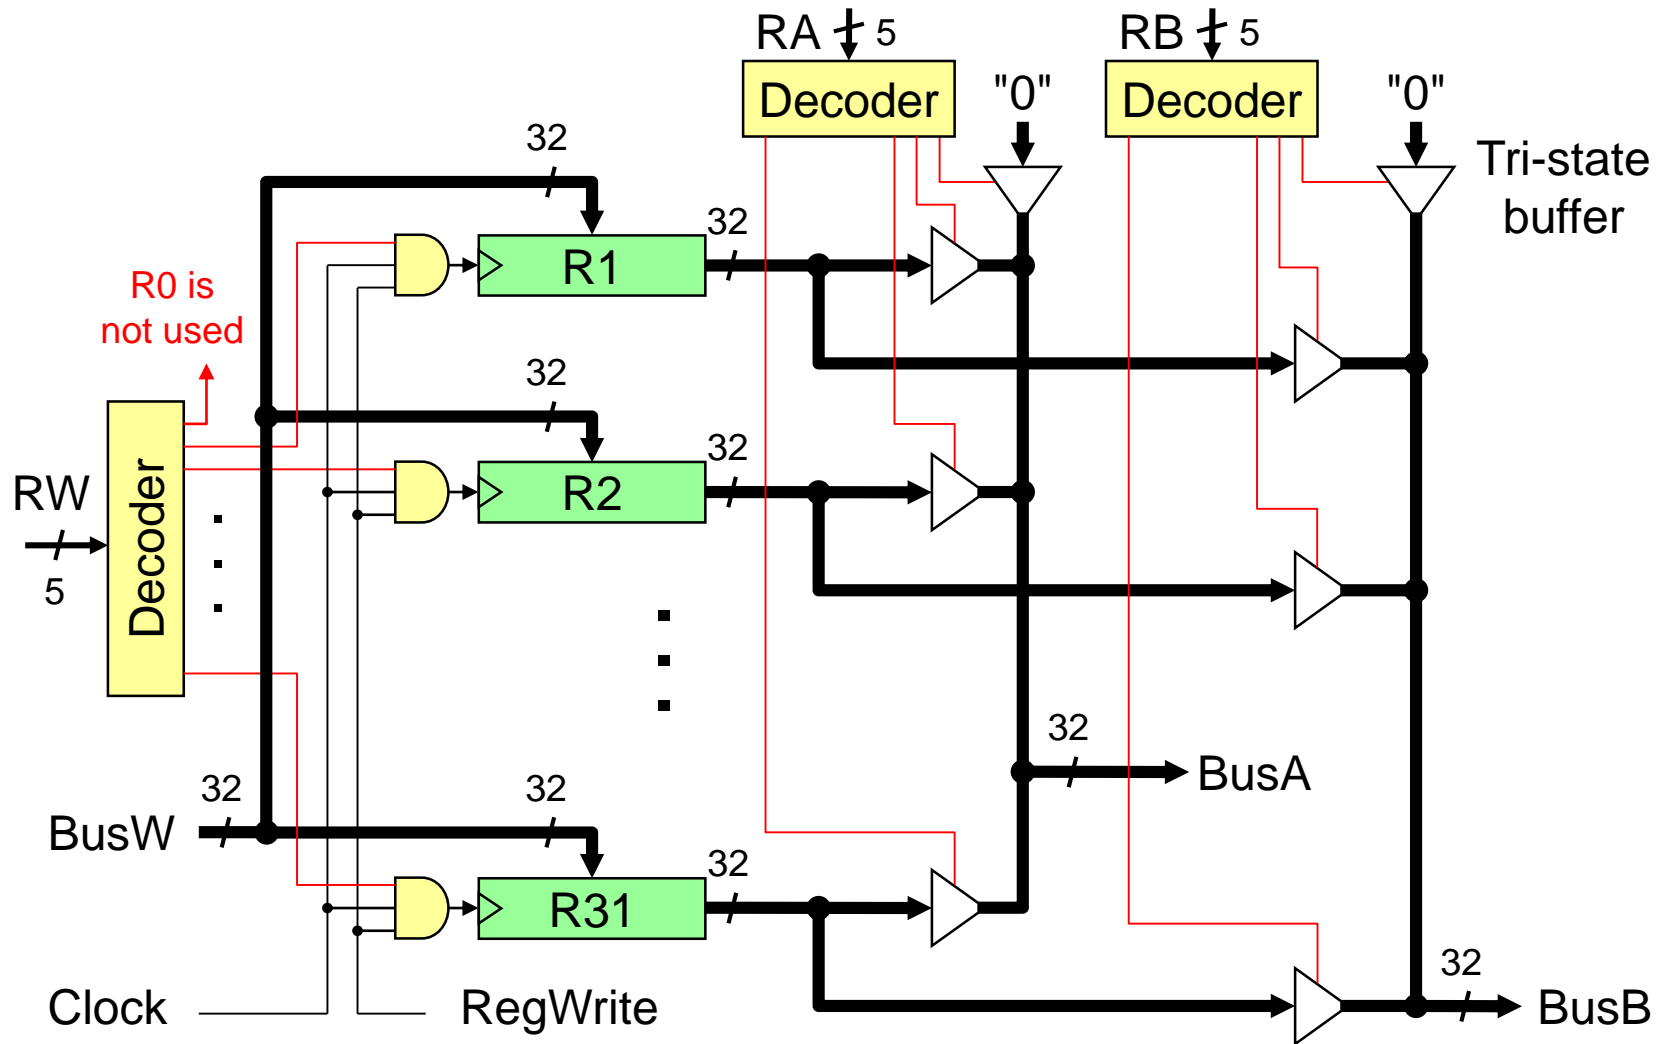 RA 5
RB 5
Decoder
"0"
Decoder
"0"
32
Tri-state
buffer
32
R1
R0 is
not used
32
32
R2
RW
5
Decoder
32
BusA
32
32
BusW
32
R31
32
BusB
Clock
RegWrite